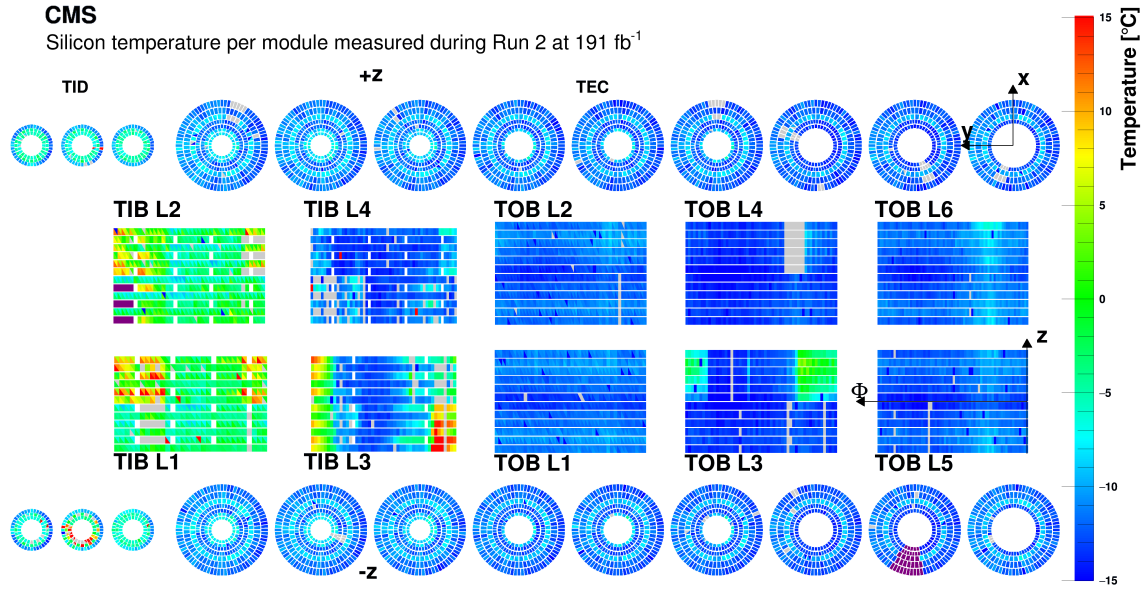 CMS
Silicon temperature per module measured during Run 2 at 191 fb-1
+z
TID
TEC
x
y
TIB L2
TIB L4
TOB L2
TOB L4
TOB L6
z
Φ
TIB L1
TIB L3
TOB L1
TOB L3
TOB L5
-z
Temperature [°C]
15
10
5
0
−5
−10
−15